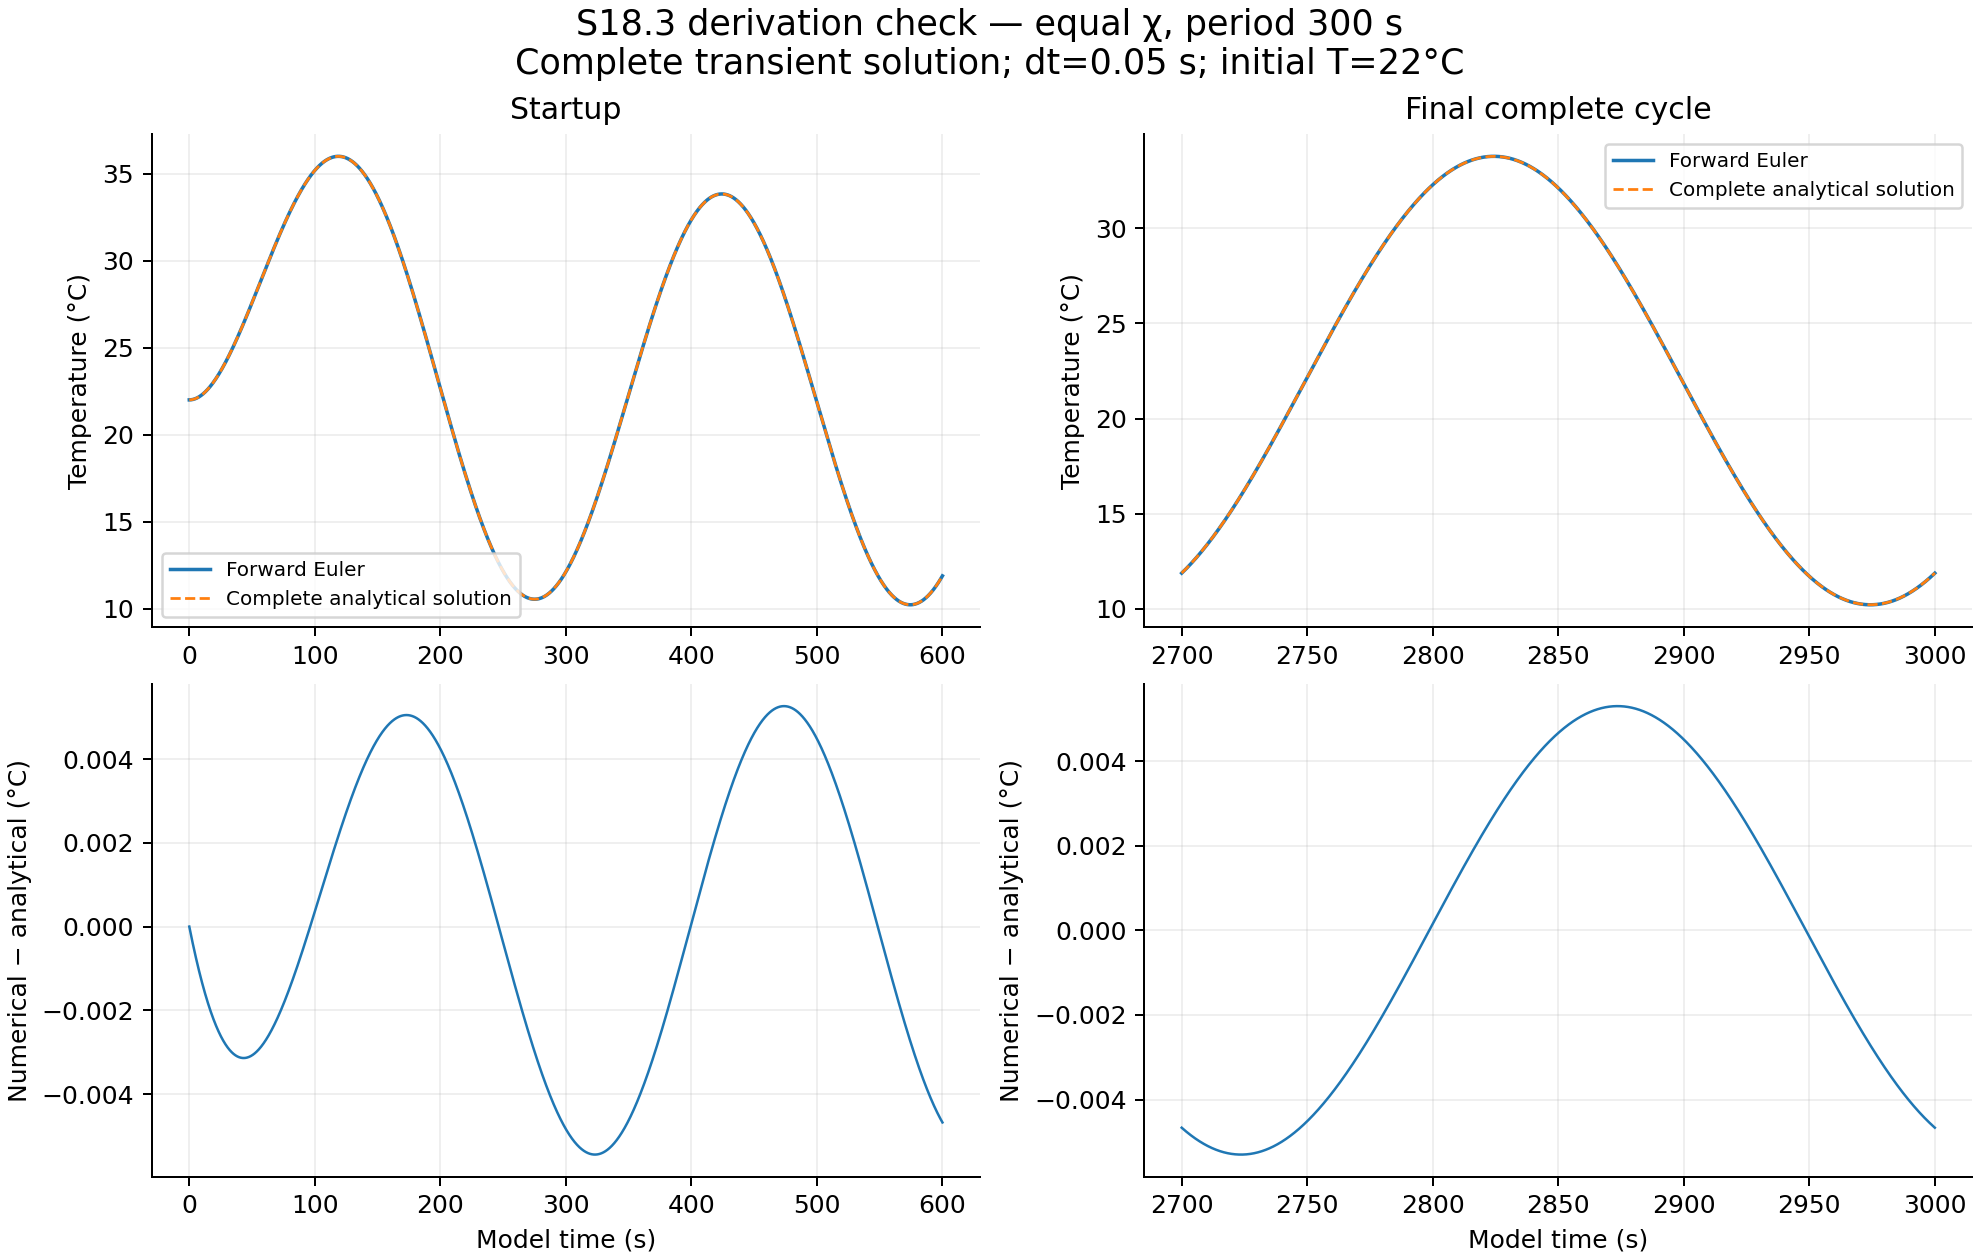 S18.3 derivation check — equal χ, period 300 s
Complete transient solution; dt=0.05 s; initial T=22°C
Startup
Temperature (°C)
35
30
25
20
15
10
Forward Euler
Complete analytical solution
0 100 200 300 400 500 600
Final complete cycle
Temperature (°C)
30
25
20
15
10
Forward Euler
Complete analytical solution
2700 2750 2800 2850 2900 2950 3000
Numerical − analytical (°C)
0.004
0.002
0.000
−0.002
−0.004
0 100 200 300 400 500 600
Model time (s)
Numerical − analytical (°C)
0.004
0.002
0.000
−0.002
−0.004
2700 2750 2800 2850 2900 2950 3000
Model time (s)